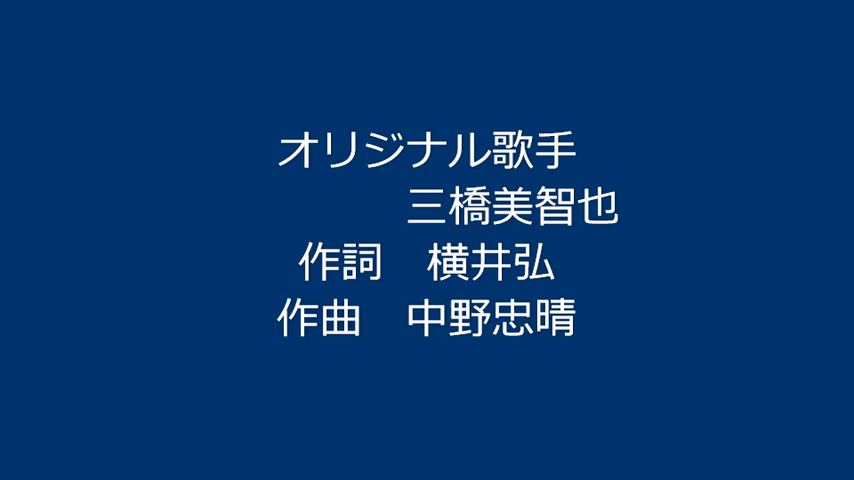 オリジナル歌手
三橋美智也
作詞　横井弘
作曲　中野忠晴